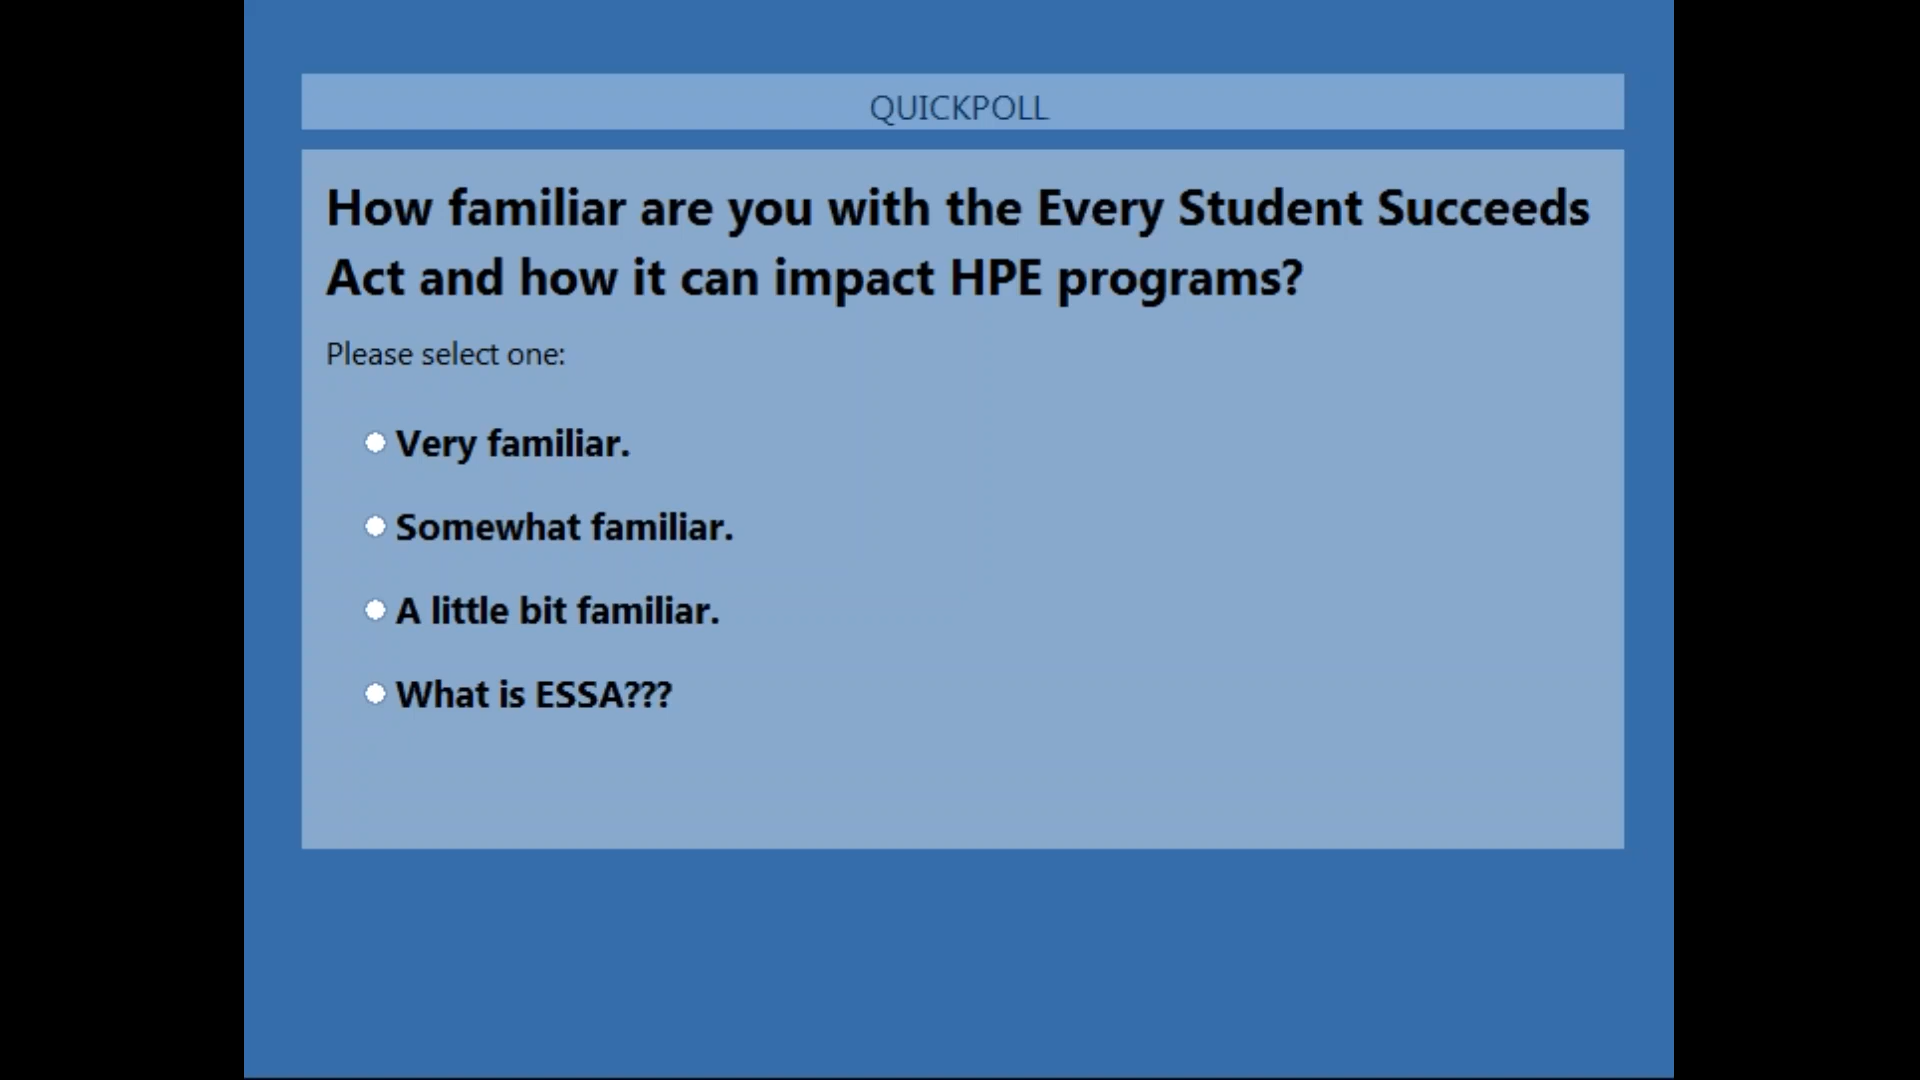 QUICKPOLL
How familiar are you with the Every Student Succeeds
Act and how it can impact HPE programs?
Please select one:
Very familiar.
Somewhat familiar.
A little bit familiar.
What is ESSA???